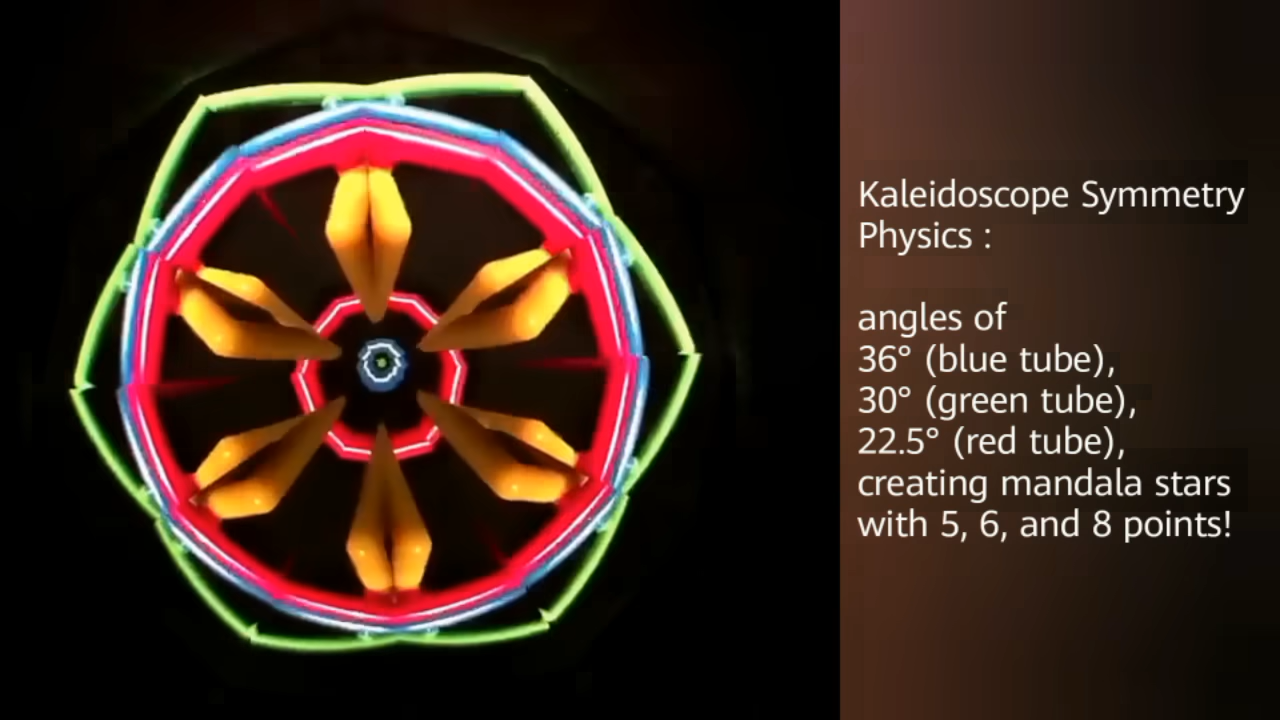 Kaleidoscope Symmetry
Physics :
angles of
36° (blue tube),
30° (green tube),
22.5° (red tube),
creating mandala stars
with 5, 6, and 8 points!